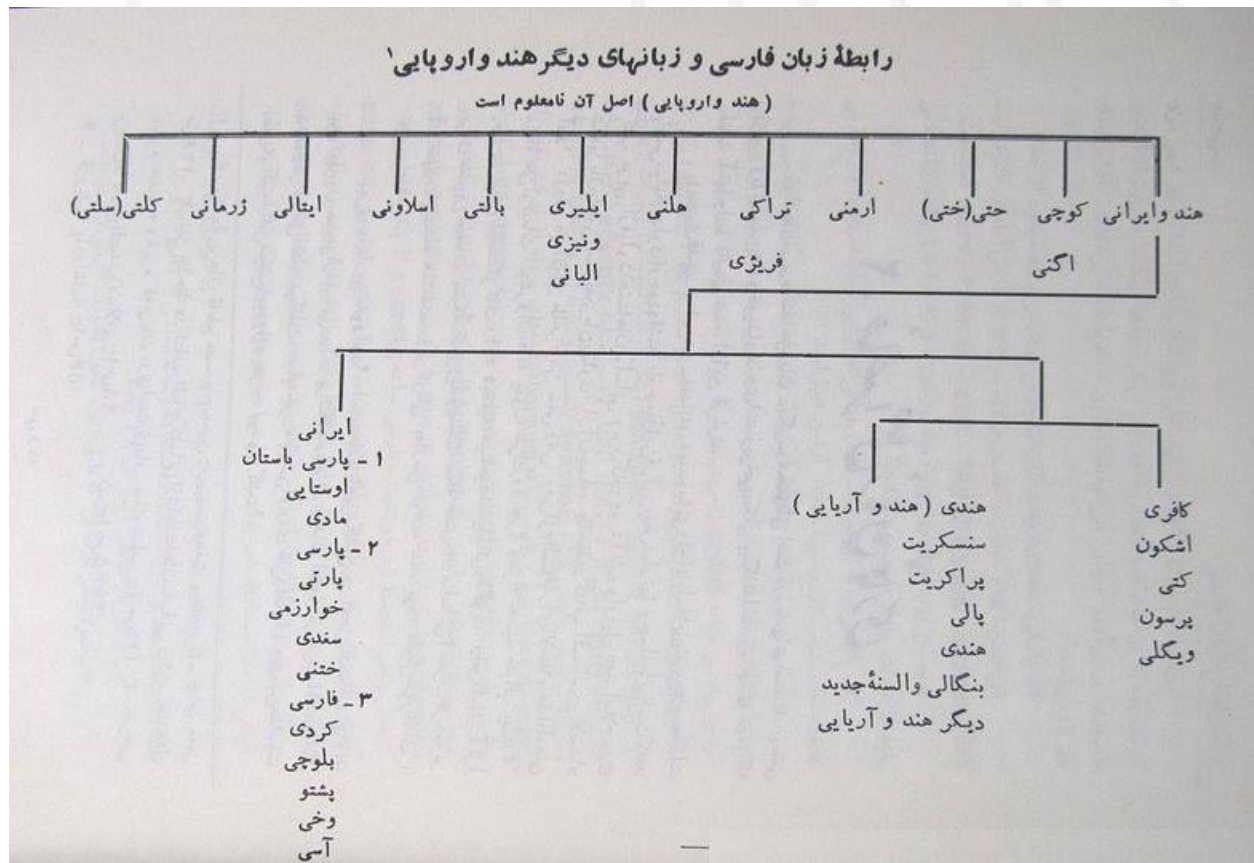 رابطهٔ زبان فارسی و زبانهای دیگر هند و اروپایی۱
(هند و اروپایی) اصل آن نامعلوم است
هند و ایرانی کوچی حتی(ختی) ارمنی تراکی هلنی ایلیری بالتی اسلاونی ایتالی ژرمانی کلتی(سلتی)
اگنی فریژی ونیزی
البانی
ایرانی
۱ - پارسی باستان
اوستایی
مادی
۲ - پارسی
پارتی
خوارزمی
سغدی
ختنی
۳ - فارسی
کردی
بلوچی
پشتو
وخی
آسی
هندی (هند و آریایی)
سنسکریت
پراکریت
پالی
هندی
بنگالی والسنهٔ جدید
دیگر هند و آریایی
کافری
اشکون
کتی
پرسون
ویگلی